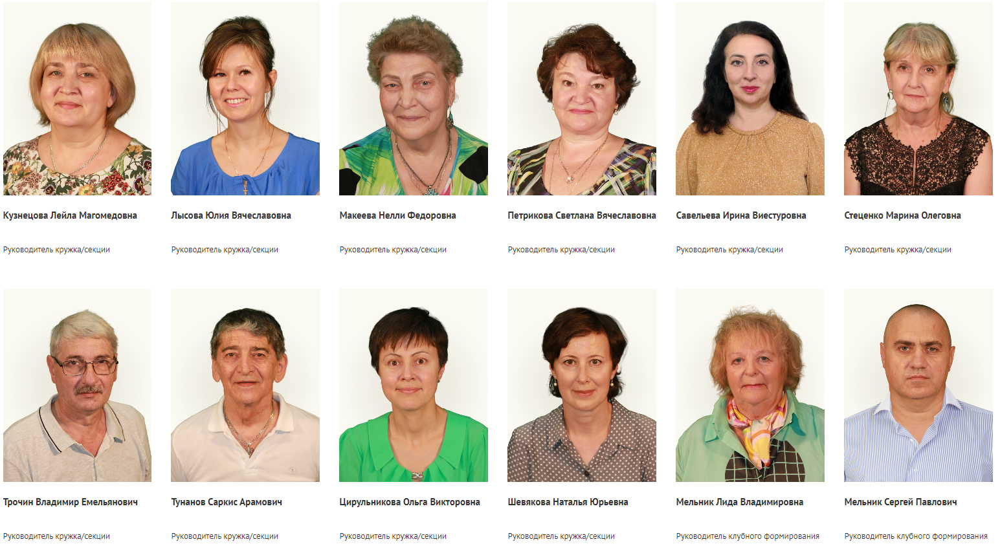 Кузнецова Лейла Магомедовна
Лысова Юлия Вячеславовна
Макеева Нелли Федоровна
Петрикова Светлана Вячеславовна
Савельева Ирина Виестуровна
Стеценко Марина Олеговна
Руководитель кружка/секции
Руководитель кружка/секции
Руководитель кружка/секции
Руководитель кружка/секции
Руководитель кружка/секции
Руководитель кружка/секции
Трочин Владимир Емельянович
Тунанов Саркис Арамович
Цирульникова Ольга Викторовна
Шевякова Наталья Юрьевна
Мельник Лида Владимировна
Мельник Сергей Павлович
Руководитель кружка/секции
Руководитель кружка/секции
Руководитель кружка/секции
Руководитель кружка/секции
Руководитель клубного формирования
Руководитель клубного формирования